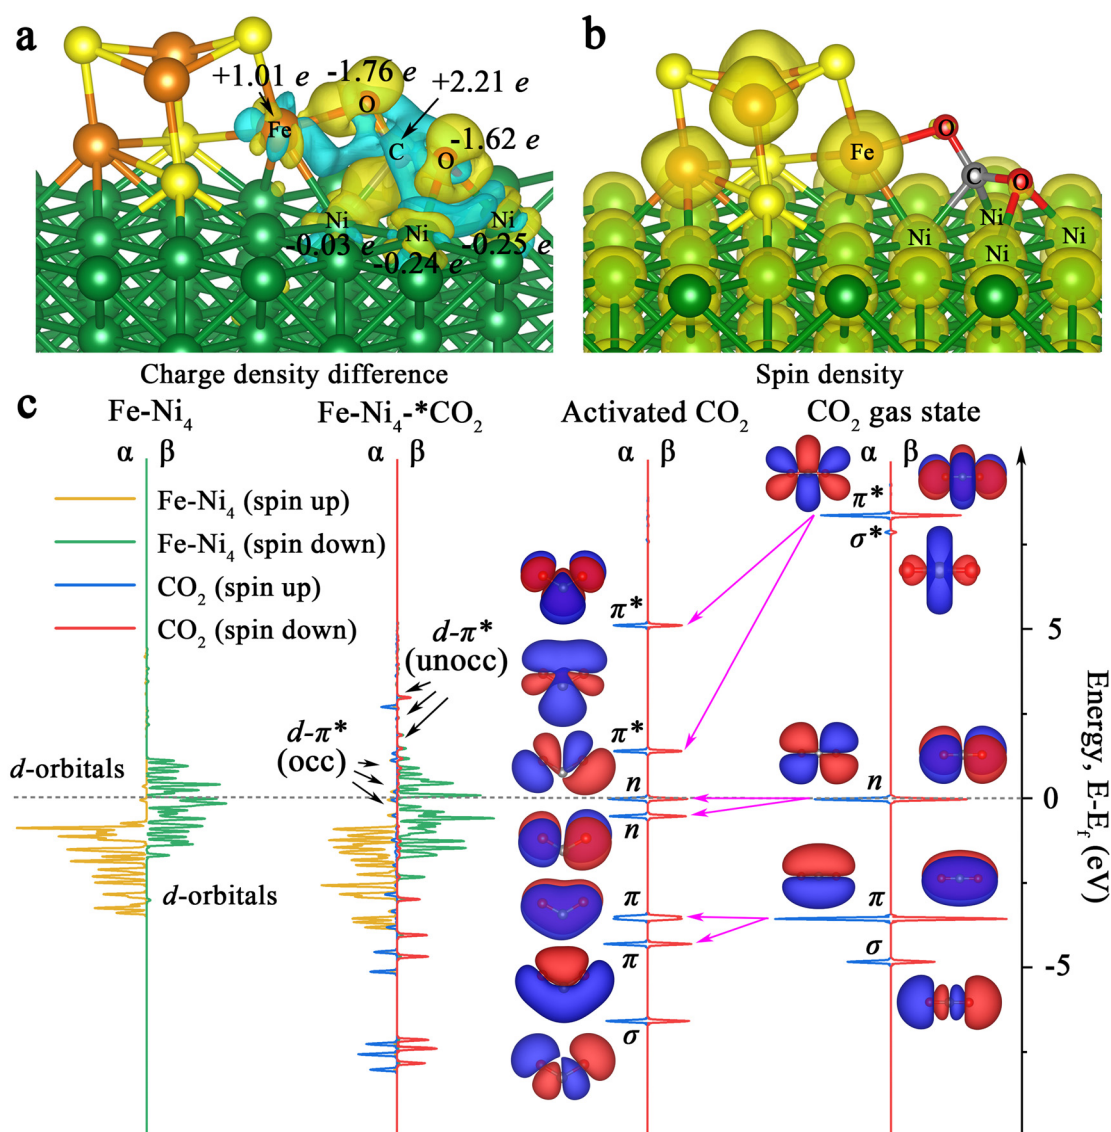 a
+1.01 e
-1.76 e
+2.21 e
O
Fe
C
-1.62 e
O
Ni
Ni
Ni
-0.03 e
-0.24 e
-0.25 e
Charge density difference
b
Fe
O
C
O
Ni
Ni
Ni
Ni
Spin density
c
Fe-Ni₄
α β
Fe-Ni₄ (spin up)
Fe-Ni₄ (spin down)
CO₂ (spin up)
CO₂ (spin down)
d-orbitals
d-orbitals
Fe-Ni₄-*CO₂
α β
d-π*
(unocc)
d-π*
(occ)
Activated CO₂
α β
π*
π*
n
n
π
π
σ
CO₂ gas state
α β
π*
σ*
n
π
σ
5
0
-5
Energy, E-E_f (eV)